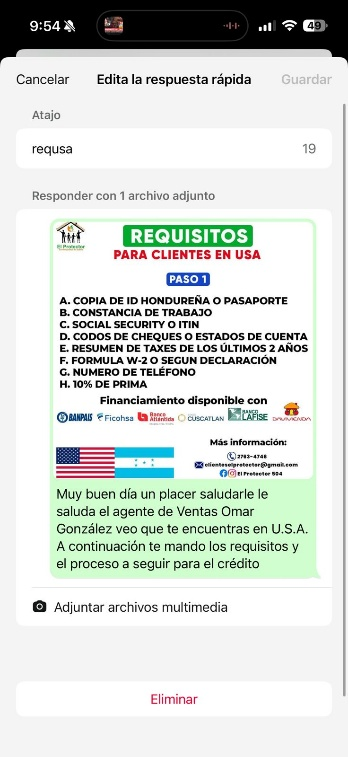 9:54
49
Cancelar
Edita la respuesta rápida
Guardar
Atajo
requsa
19
Responder con 1 archivo adjunto
El Protector
REQUISITOS
PARA CLIENTES EN USA
PASO 1
A. COPIA DE ID HONDUREÑA O PASAPORTE
B. CONSTANCIA DE TRABAJO
C. SOCIAL SECURITY O ITIN
D. CODOS DE CHEQUES O ESTADOS DE CUENTA
E. RESUMEN DE TAXES DE LOS ÚLTIMOS 2 AÑOS
F. FORMULA W-2 O SEGUN DECLARACIÓN
G. NUMERO DE TELÉFONO
H. 10% DE PRIMA
Financiamiento disponible con
BANPAIS
Ficohsa
Banco Atlántida
BANCO CUSCATLAN
BANCO LAFISE
DAVIVIENDA
Más información:
2763-4748
clienteselprotector@gmail.com
El Protector 504
Muy buen día un placer saludarle le
saluda el agente de Ventas Omar
González veo que te encuentras en U.S.A.
A continuación te mando los requisitos y
el proceso a seguir para el crédito
Adjuntar archivos multimedia
Eliminar